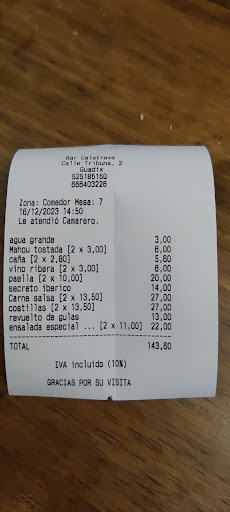 Bar Calatrava
Calle Tribuna, 2
Guadix
52518515Q
666403226
Zona: Comedor Mesa: 7
16/12/2023 14:50
Le atendió Camarero.
agua grande 3,00
Mahou tostada [2 x 3,00] 6,00
caña [2 x 2,80] 5,60
vino ribera [2 x 3,00] 6,00
paella [2 x 10,00] 20,00
secreto iberico 14,00
Carne salsa [2 x 13,50] 27,00
costillas [2 x 13,50] 27,00
revuelto de gulas 13,00
ensalada especial ... [2 x 11,00] 22,00
TOTAL 143,60
IVA incluido (10%)
GRACIAS POR SU VISITA